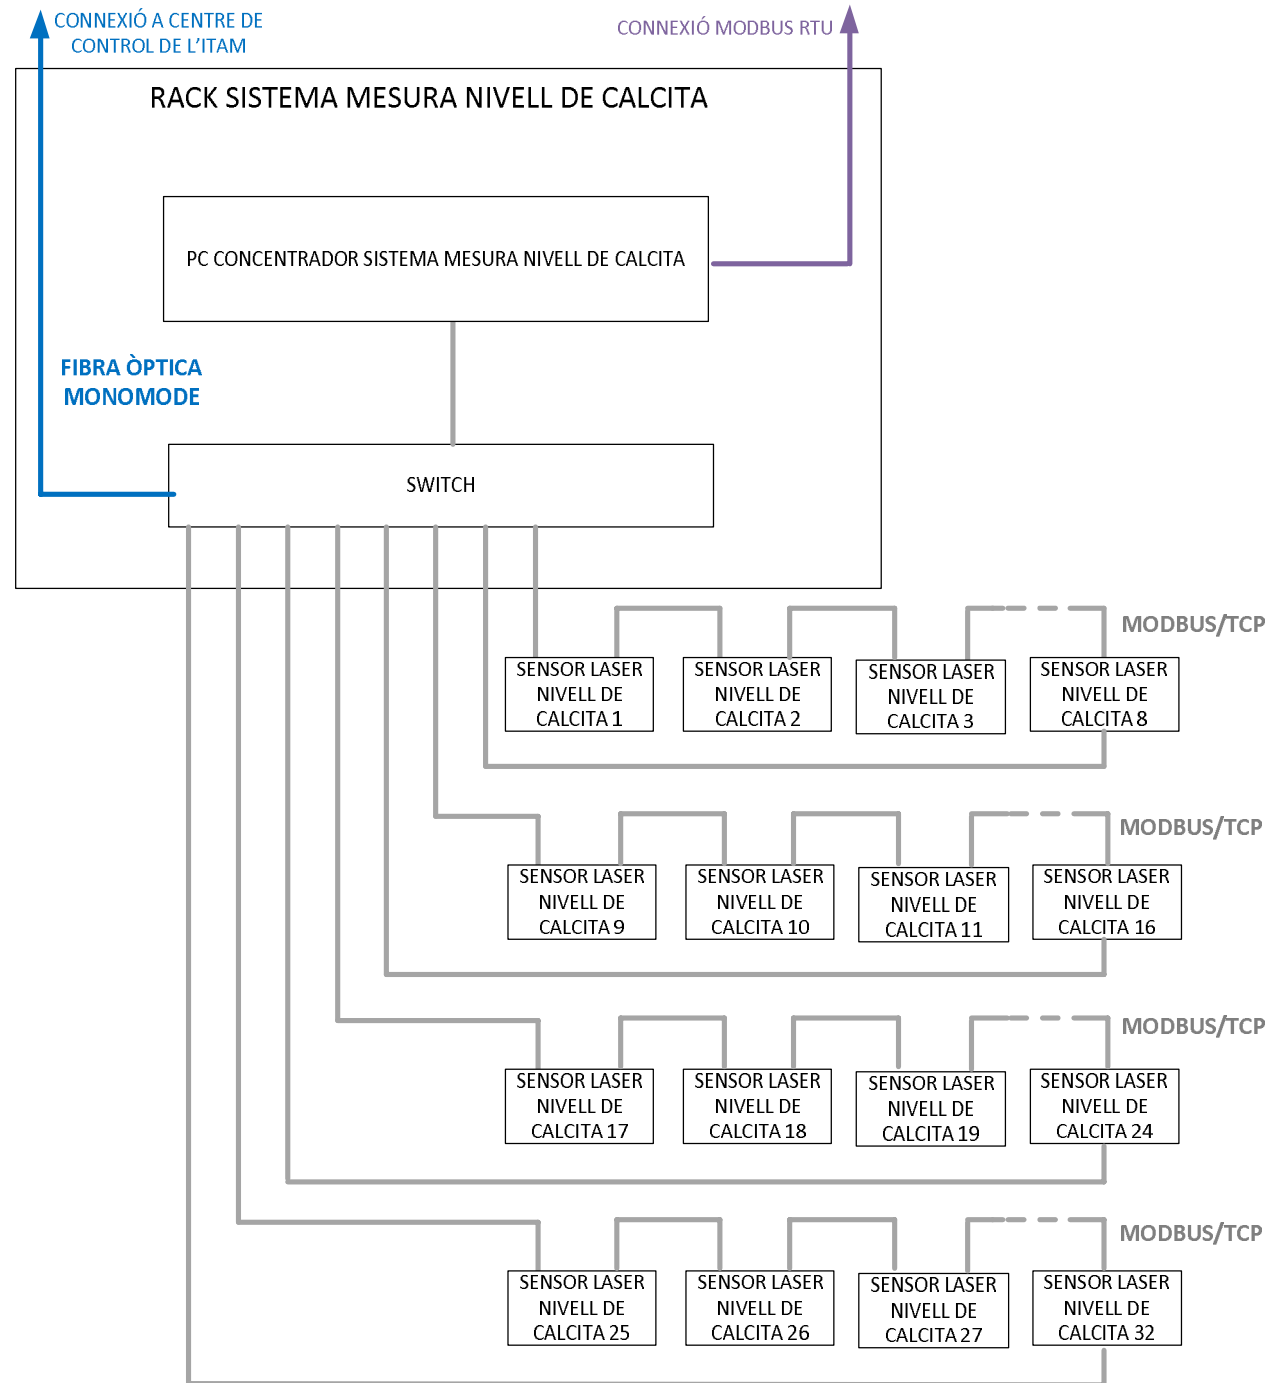 CONNEXIÓ A CENTRE DE
CONTROL DE L'ITAM
CONNEXIÓ MODBUS RTU
RACK SISTEMA MESURA NIVELL DE CALCITA
PC CONCENTRADOR SISTEMA MESURA NIVELL DE CALCITA
FIBRA ÒPTICA
MONOMODE
SWITCH
MODBUS/TCP
SENSOR LASER
NIVELL DE
CALCITA 1
SENSOR LASER
NIVELL DE
CALCITA 2
SENSOR LASER
NIVELL DE
CALCITA 3
SENSOR LASER
NIVELL DE
CALCITA 8
MODBUS/TCP
SENSOR LASER
NIVELL DE
CALCITA 9
SENSOR LASER
NIVELL DE
CALCITA 10
SENSOR LASER
NIVELL DE
CALCITA 11
SENSOR LASER
NIVELL DE
CALCITA 16
MODBUS/TCP
SENSOR LASER
NIVELL DE
CALCITA 17
SENSOR LASER
NIVELL DE
CALCITA 18
SENSOR LASER
NIVELL DE
CALCITA 19
SENSOR LASER
NIVELL DE
CALCITA 24
MODBUS/TCP
SENSOR LASER
NIVELL DE
CALCITA 25
SENSOR LASER
NIVELL DE
CALCITA 26
SENSOR LASER
NIVELL DE
CALCITA 27
SENSOR LASER
NIVELL DE
CALCITA 32